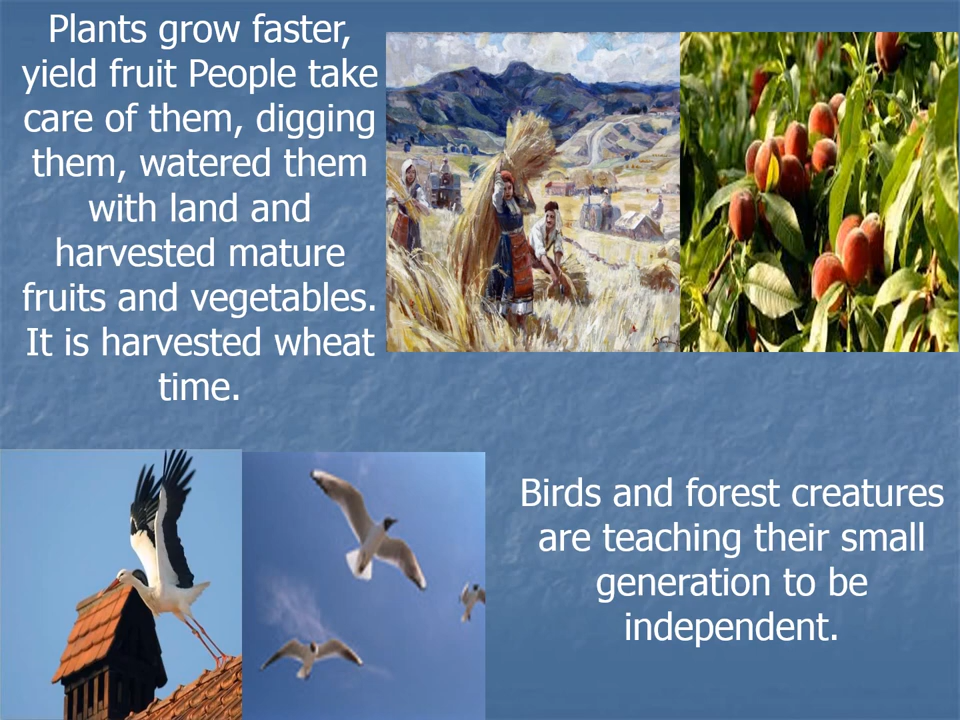 Plants grow faster,
yield fruit People take
care of them, digging
them, watered them
with land and
harvested mature
fruits and vegetables.
It is harvested wheat
time.
Birds and forest creatures
are teaching their small
generation to be
independent.